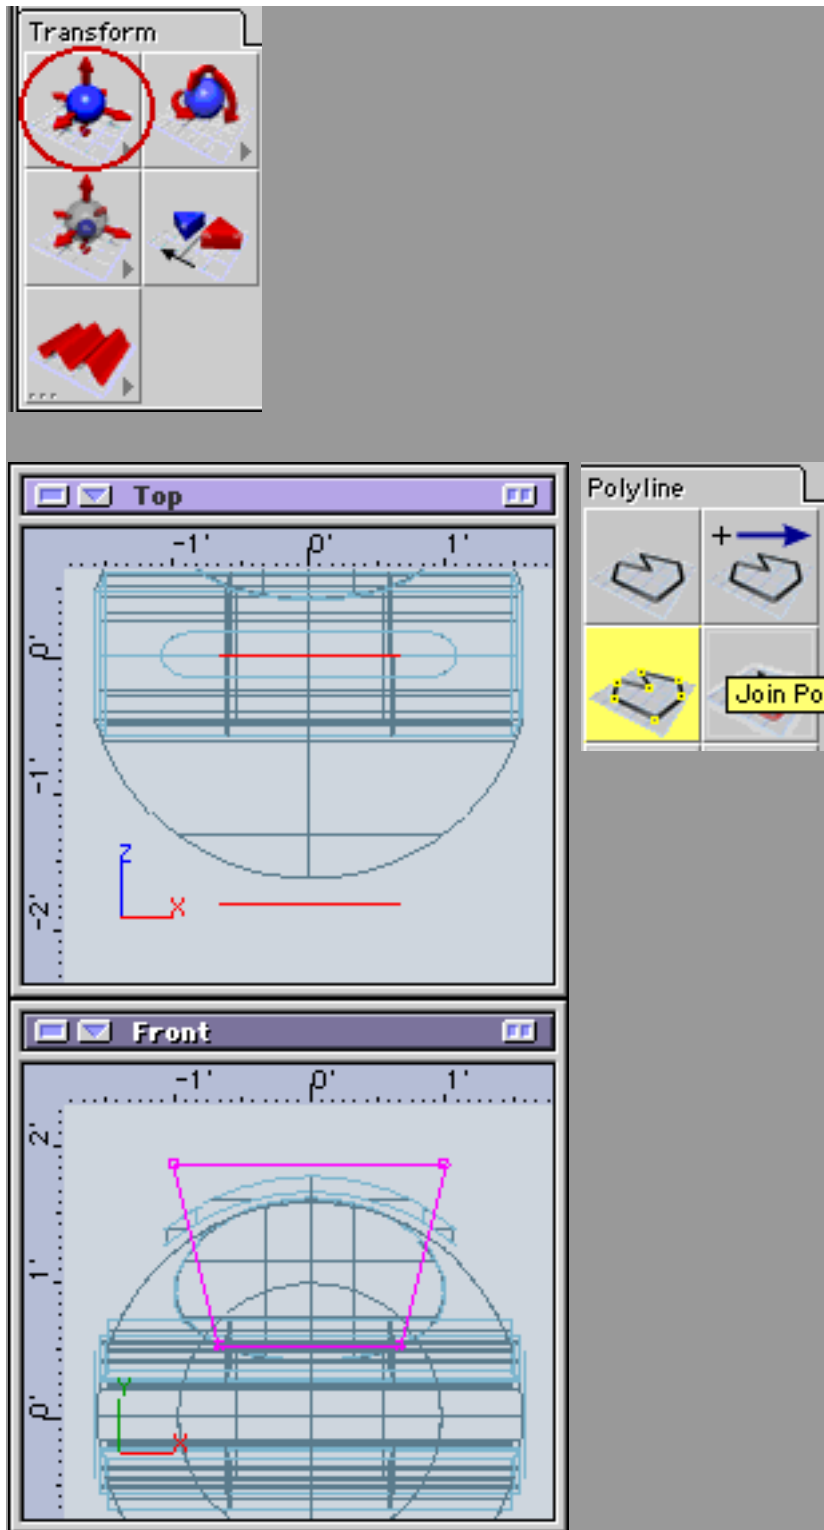 Transform
...
Top
-1' 0' 1'
0'
-1'
-2'
Z
X
Polyline
+
Join Po
Front
-1' 0' 1'
2'
1'
0'
Y
X